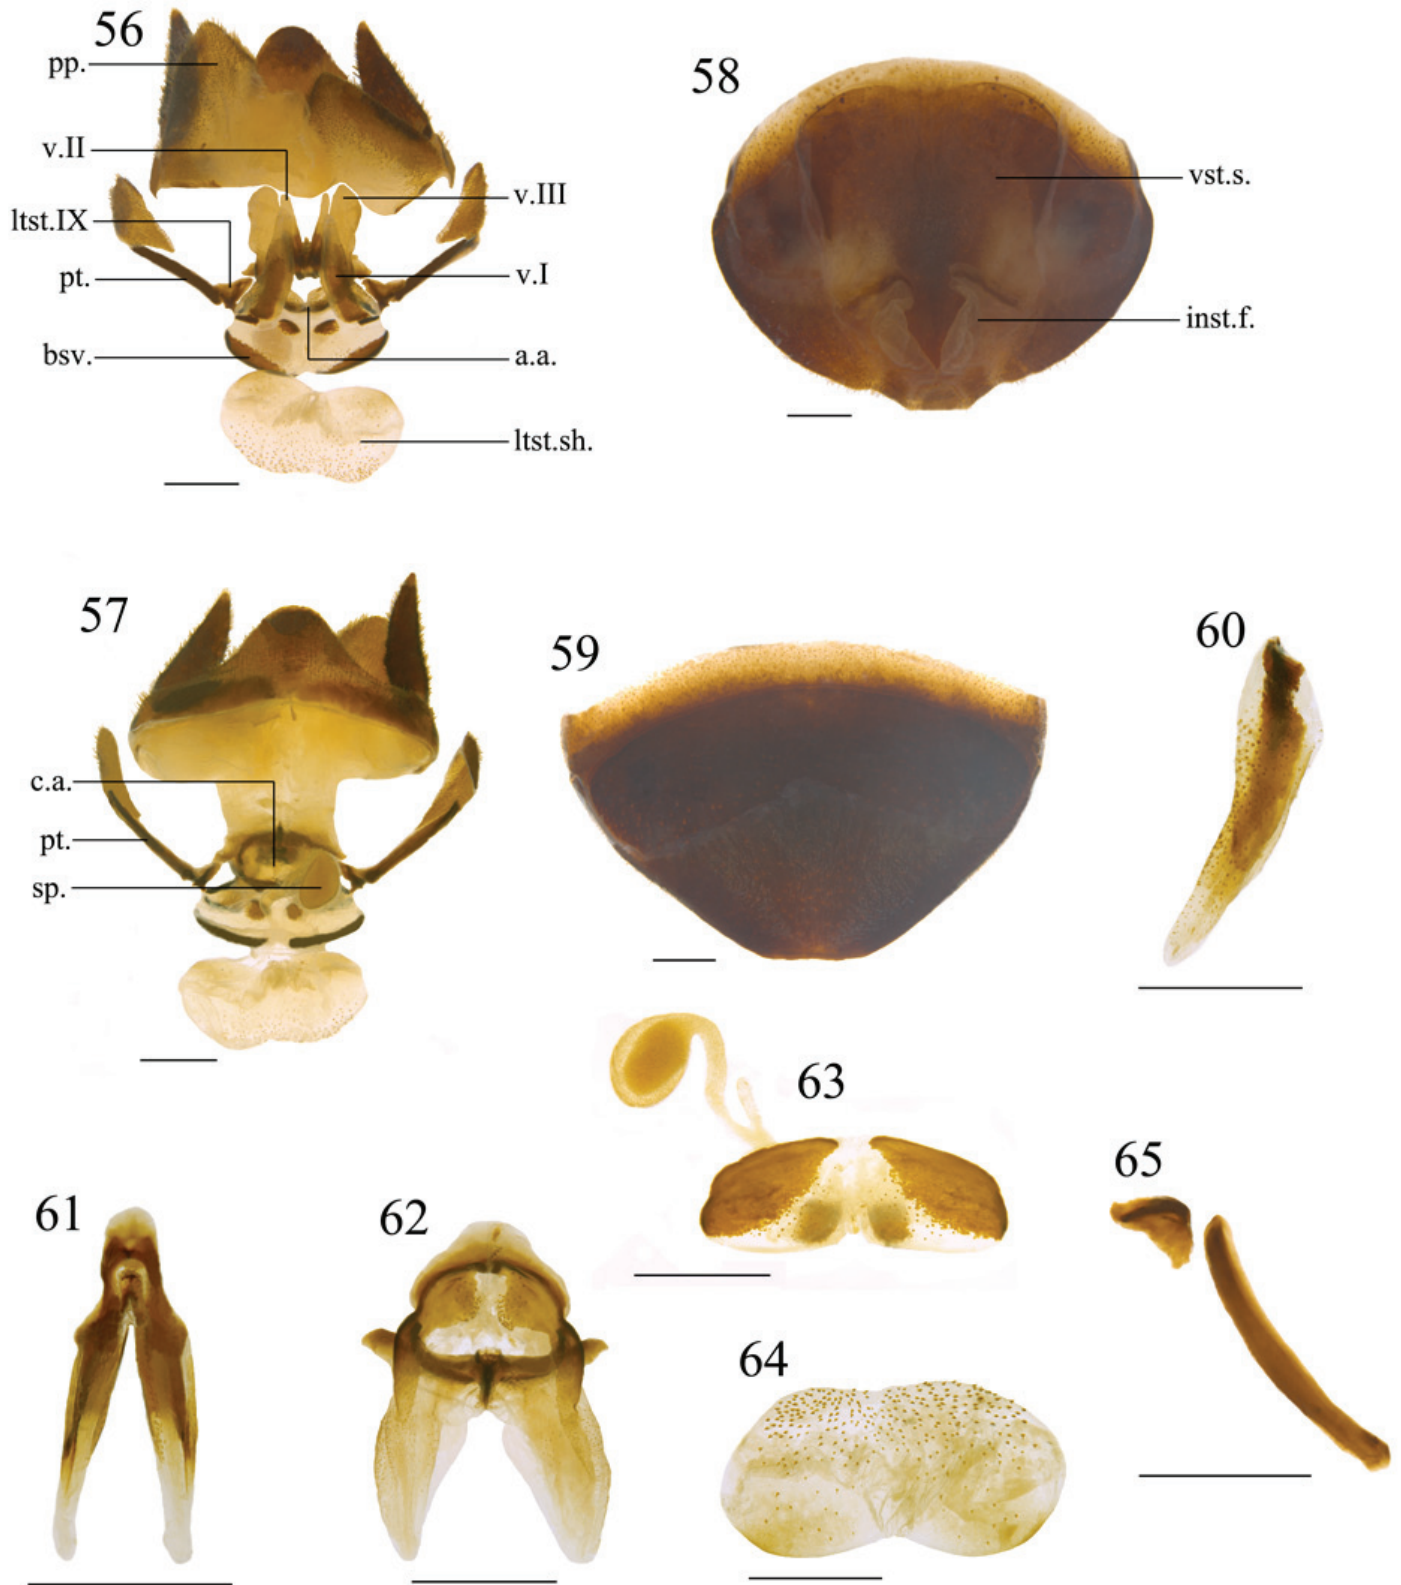 56
pp.
v.II
v.III
ltst.IX
pt.
v.I
bsv.
a.a.
ltst.sh.
58
vst.s.
inst.f.
57
c.a.
pt.
sp.
59
60
63
61
62
64
65